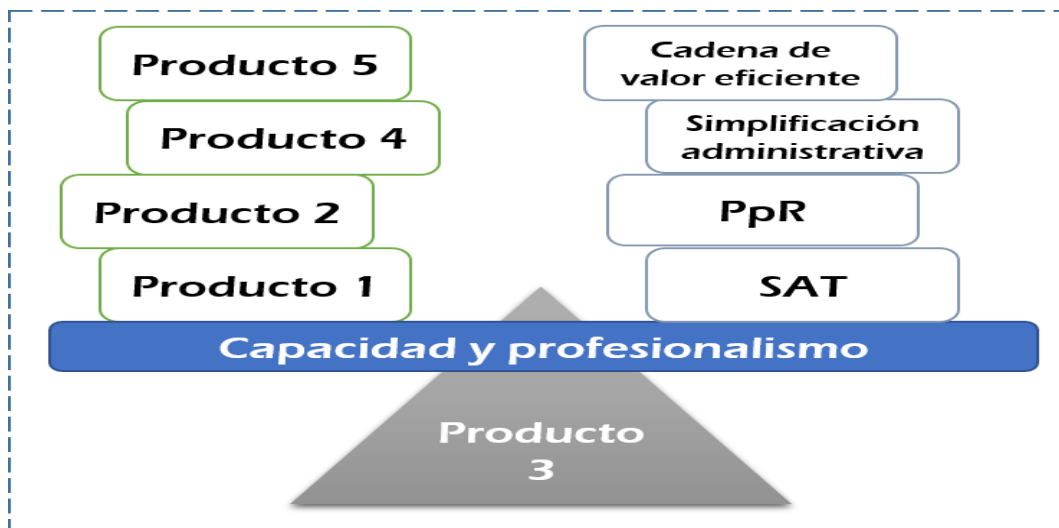 Producto 5
Producto 4
Producto 2
Producto 1
Cadena de
valor eficiente
Simplificación
administrativa
PpR
SAT
Capacidad y profesionalismo
Producto
3